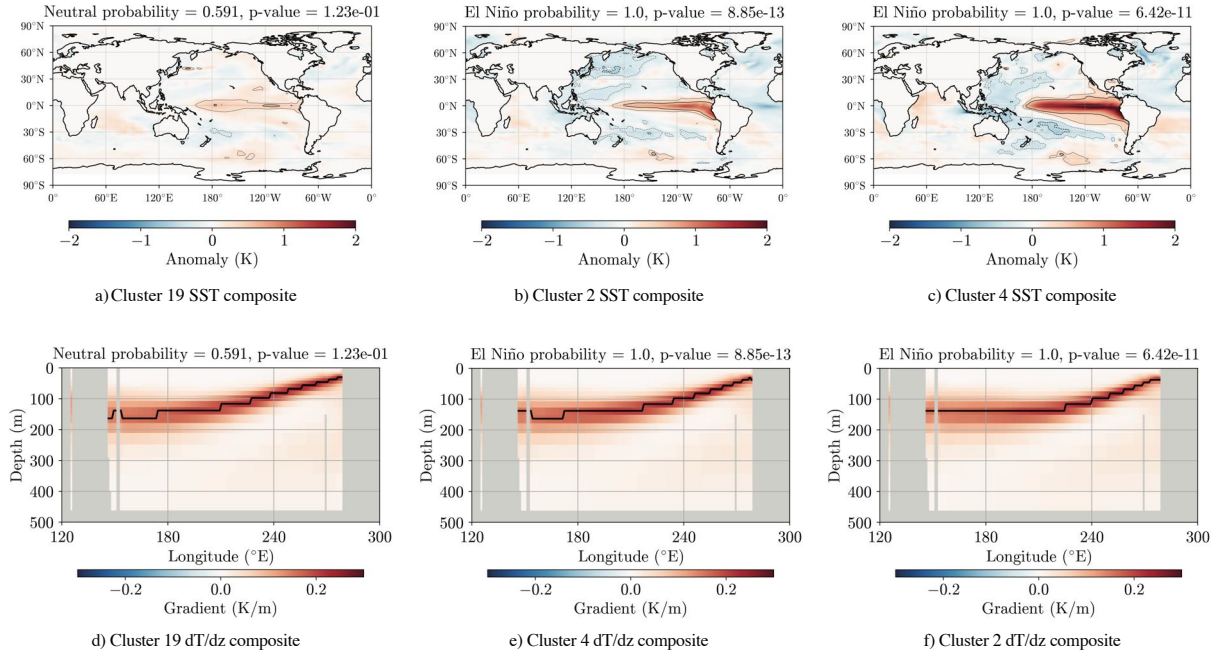 Neutral probability = 0.591, p-value = 1.23e-01
El Niño probability = 1.0, p-value = 8.85e-13
El Niño probability = 1.0, p-value = 6.42e-11
90°N
60°N
30°N
0°N
30°S
60°S
90°S
0° 60°E 120°E 180° 120°W 60°W 0°
−2 −1 0 1 2
Anomaly (K)
a) Cluster 19 SST composite
90°N
60°N
30°N
0°N
30°S
60°S
90°S
0° 60°E 120°E 180° 120°W 60°W 0°
−2 −1 0 1 2
Anomaly (K)
b) Cluster 2 SST composite
90°N
60°N
30°N
0°N
30°S
60°S
90°S
0° 60°E 120°E 180° 120°W 60°W 0°
−2 −1 0 1 2
Anomaly (K)
c) Cluster 4 SST composite
Neutral probability = 0.591, p-value = 1.23e-01
El Niño probability = 1.0, p-value = 8.85e-13
El Niño probability = 1.0, p-value = 6.42e-11
0
100
200
300
400
500
Depth (m)
120 180 240 300
Longitude (°E)
−0.2 0.0 0.2
Gradient (K/m)
d) Cluster 19 dT/dz composite
0
100
200
300
400
500
Depth (m)
120 180 240 300
Longitude (°E)
−0.2 0.0 0.2
Gradient (K/m)
e) Cluster 4 dT/dz composite
0
100
200
300
400
500
Depth (m)
120 180 240 300
Longitude (°E)
−0.2 0.0 0.2
Gradient (K/m)
f) Cluster 2 dT/dz composite